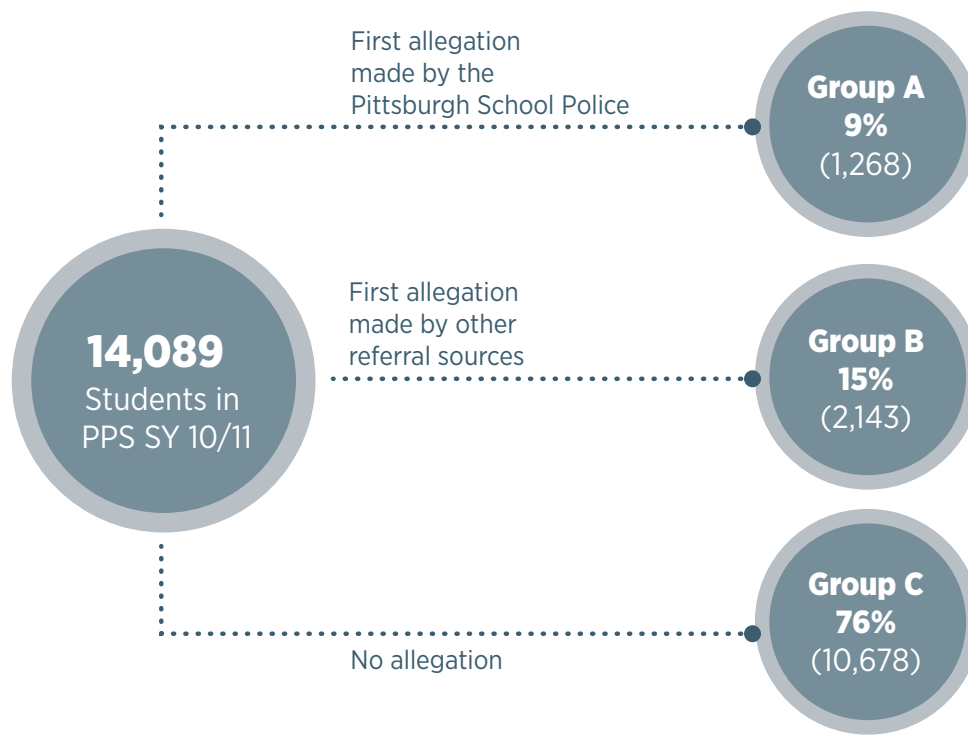 First allegation
made by the
Pittsburgh School Police
Group A
9%
(1,268)
14,089
Students in
PPS SY 10/11
First allegation
made by other
referral sources
Group B
15%
(2,143)
No allegation
Group C
76%
(10,678)